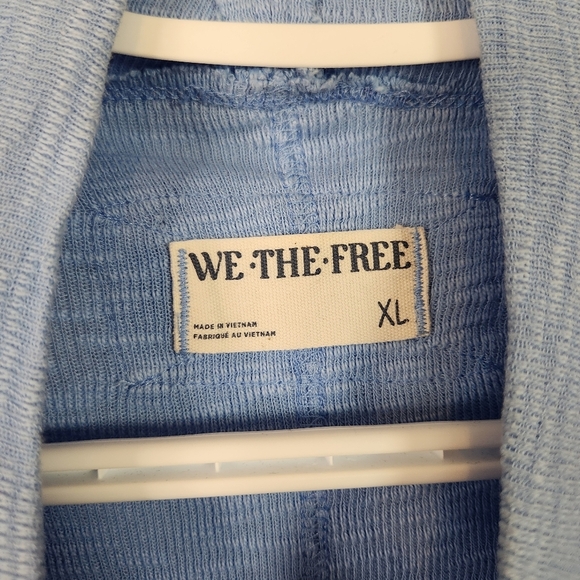 WE·THE·FREE
XL
MADE IN VIETNAM
FABRIQUÉ AU VIETNAM